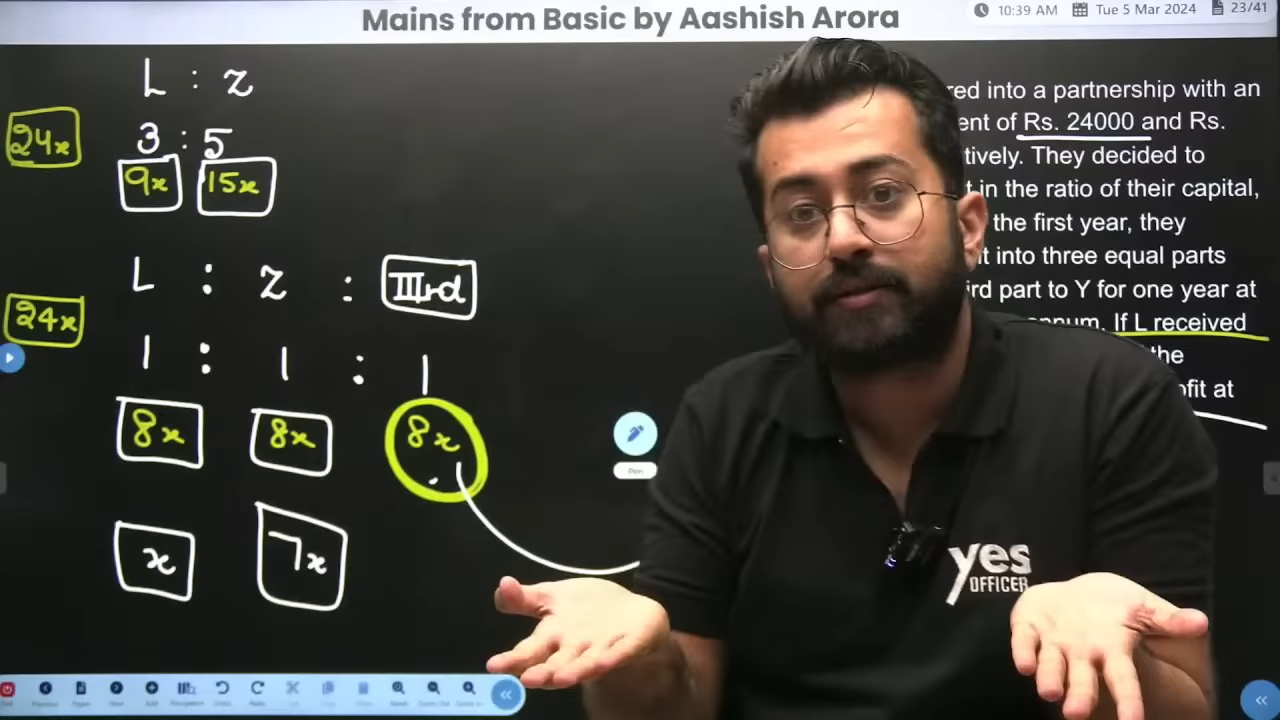 Mains from Basic by Aashish Arora
10:39 AM Tue 5 Mar 2024 23/41
L : Z
24x
3 : 5
9x 15x
L : Z : IIIrd
24x
1 : 1 : 1
8x 8x 8x
x 7x
red into a partnership with an
ent of Rs. 24000 and Rs.
tively. They decided to
t in the ratio of their capital,
the first year, they
it into three equal parts
ird part to Y for one year at
annum. If L received
the
ofit at
Pen
yes
OFFICER